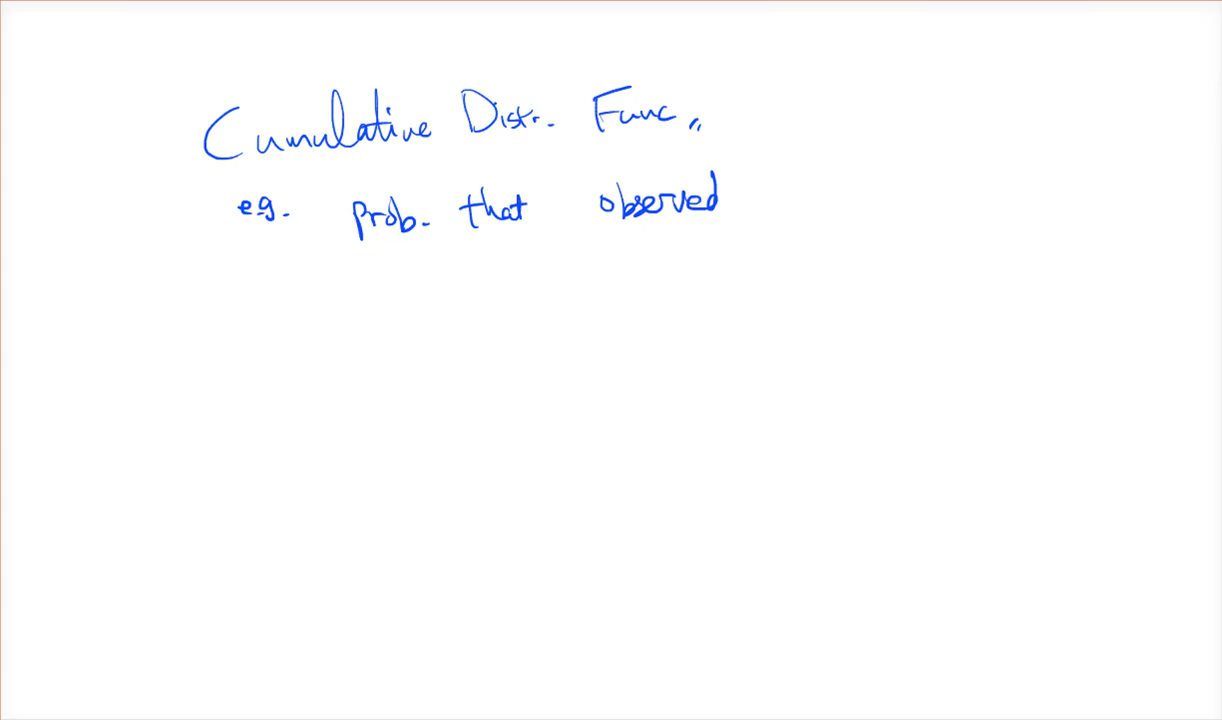 Cumulative Distr. Func.,
e.g. prob. that observed